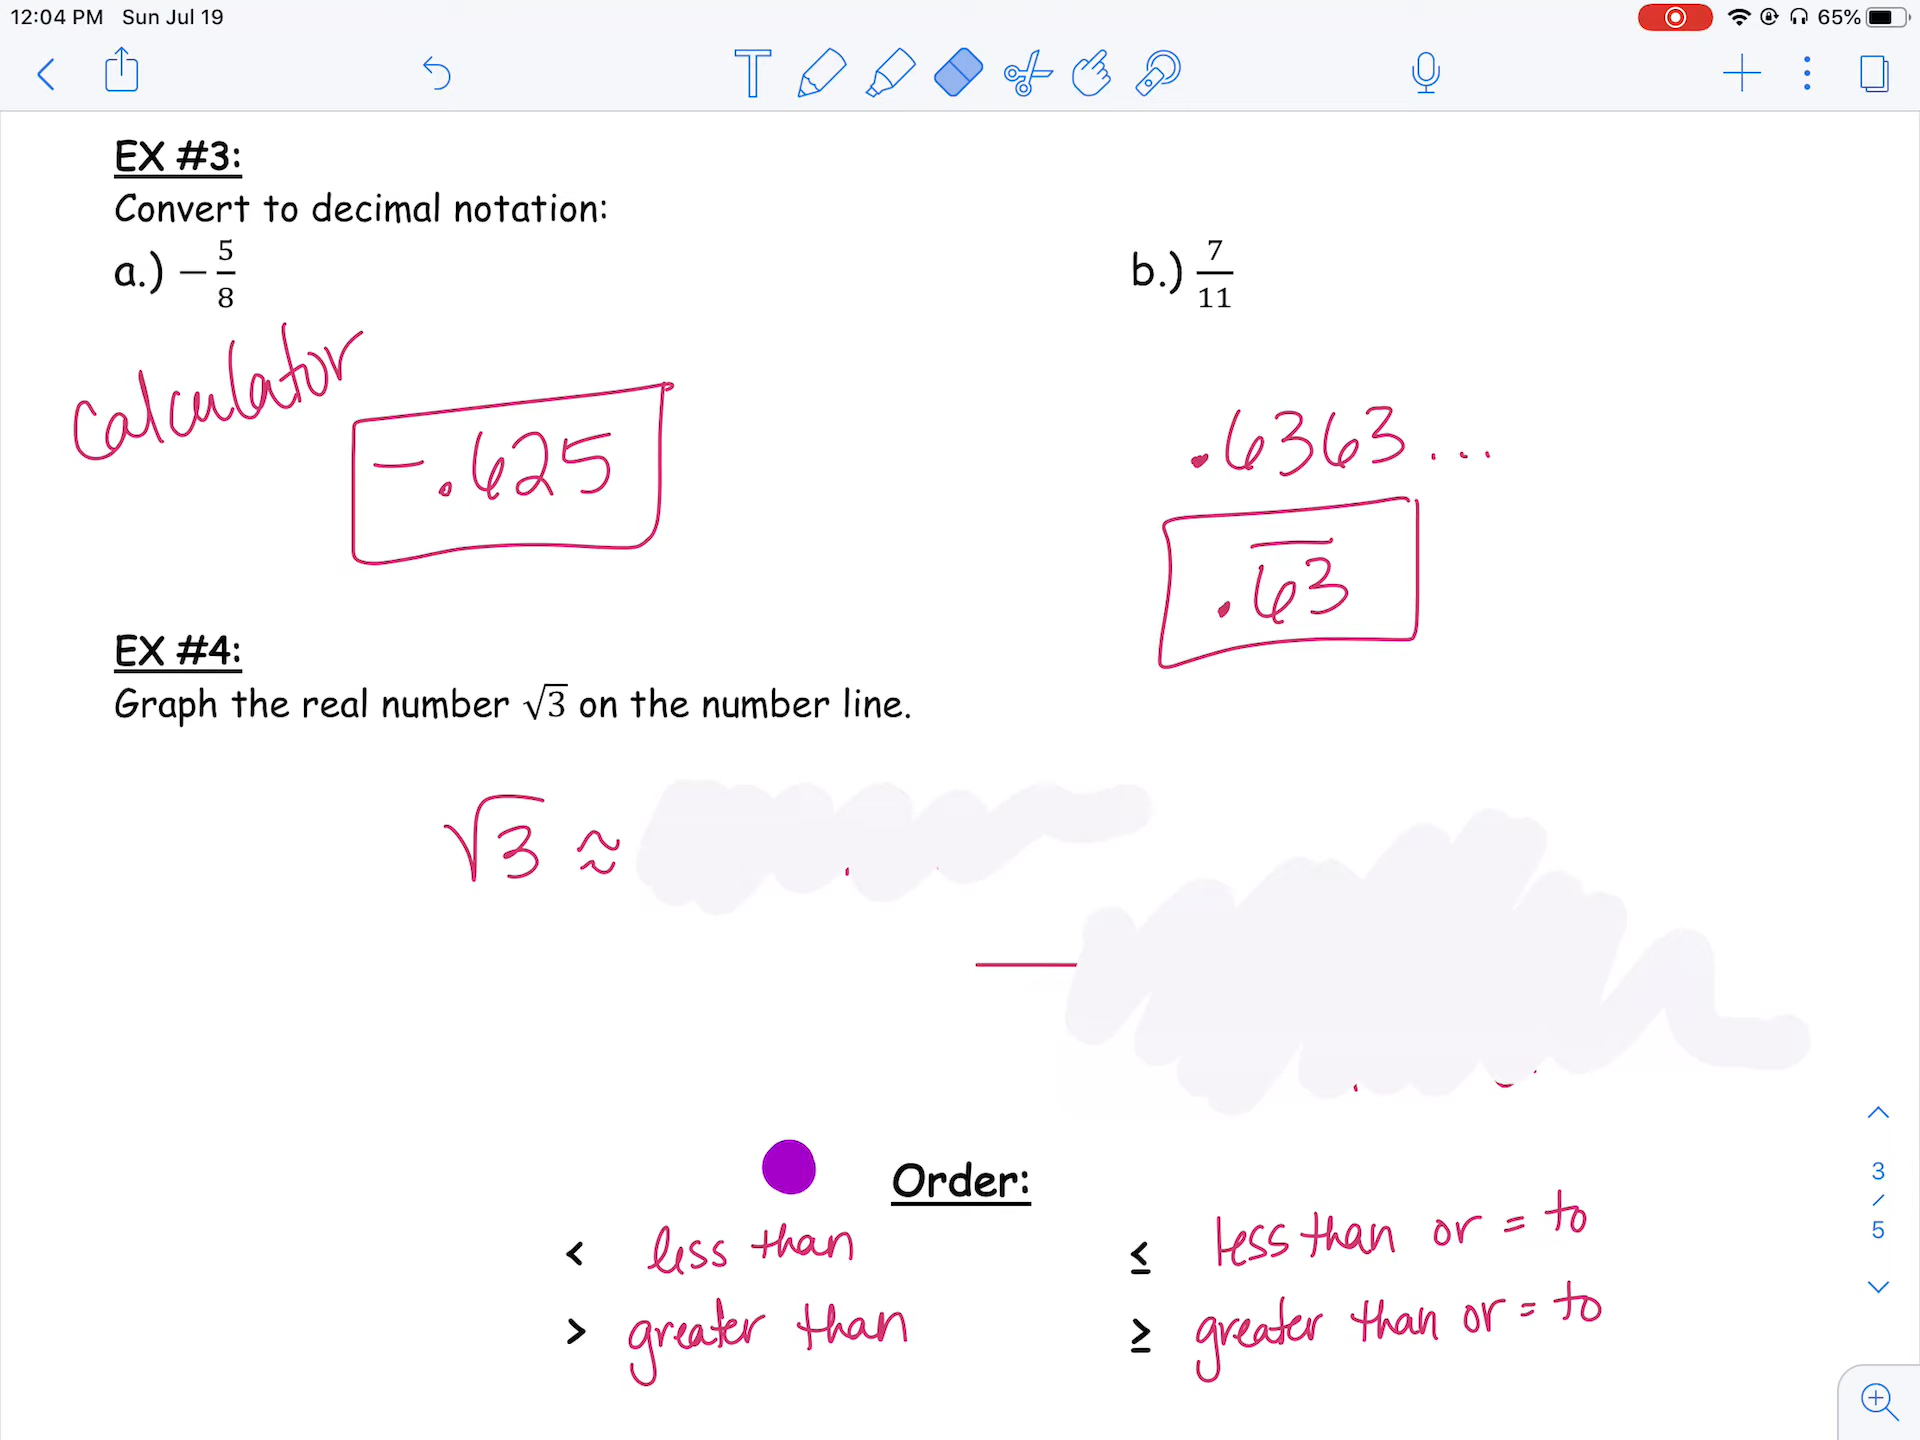 12:04 PM Sun Jul 19
65%
EX #3:
Convert to decimal notation:
a.) − 5/8
b.) 7/11
Calculator
-.625
.6363...
.6̅3̅
EX #4:
Graph the real number √3 on the number line.
√3 ≈
Order:
< less than
≤ less than or = to
> greater than
≥ greater than or = to
3
/
5